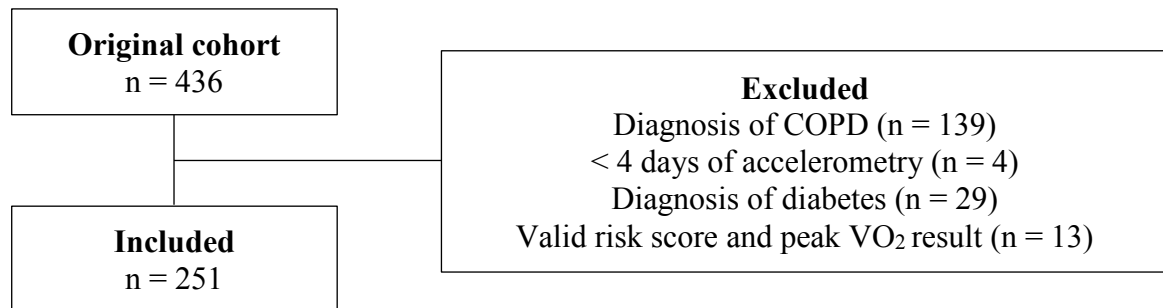 Original cohort
n = 436
Excluded
Diagnosis of COPD (n = 139)
< 4 days of accelerometry (n = 4)
Diagnosis of diabetes (n = 29)
Valid risk score and peak VO₂ result (n = 13)
Included
n = 251